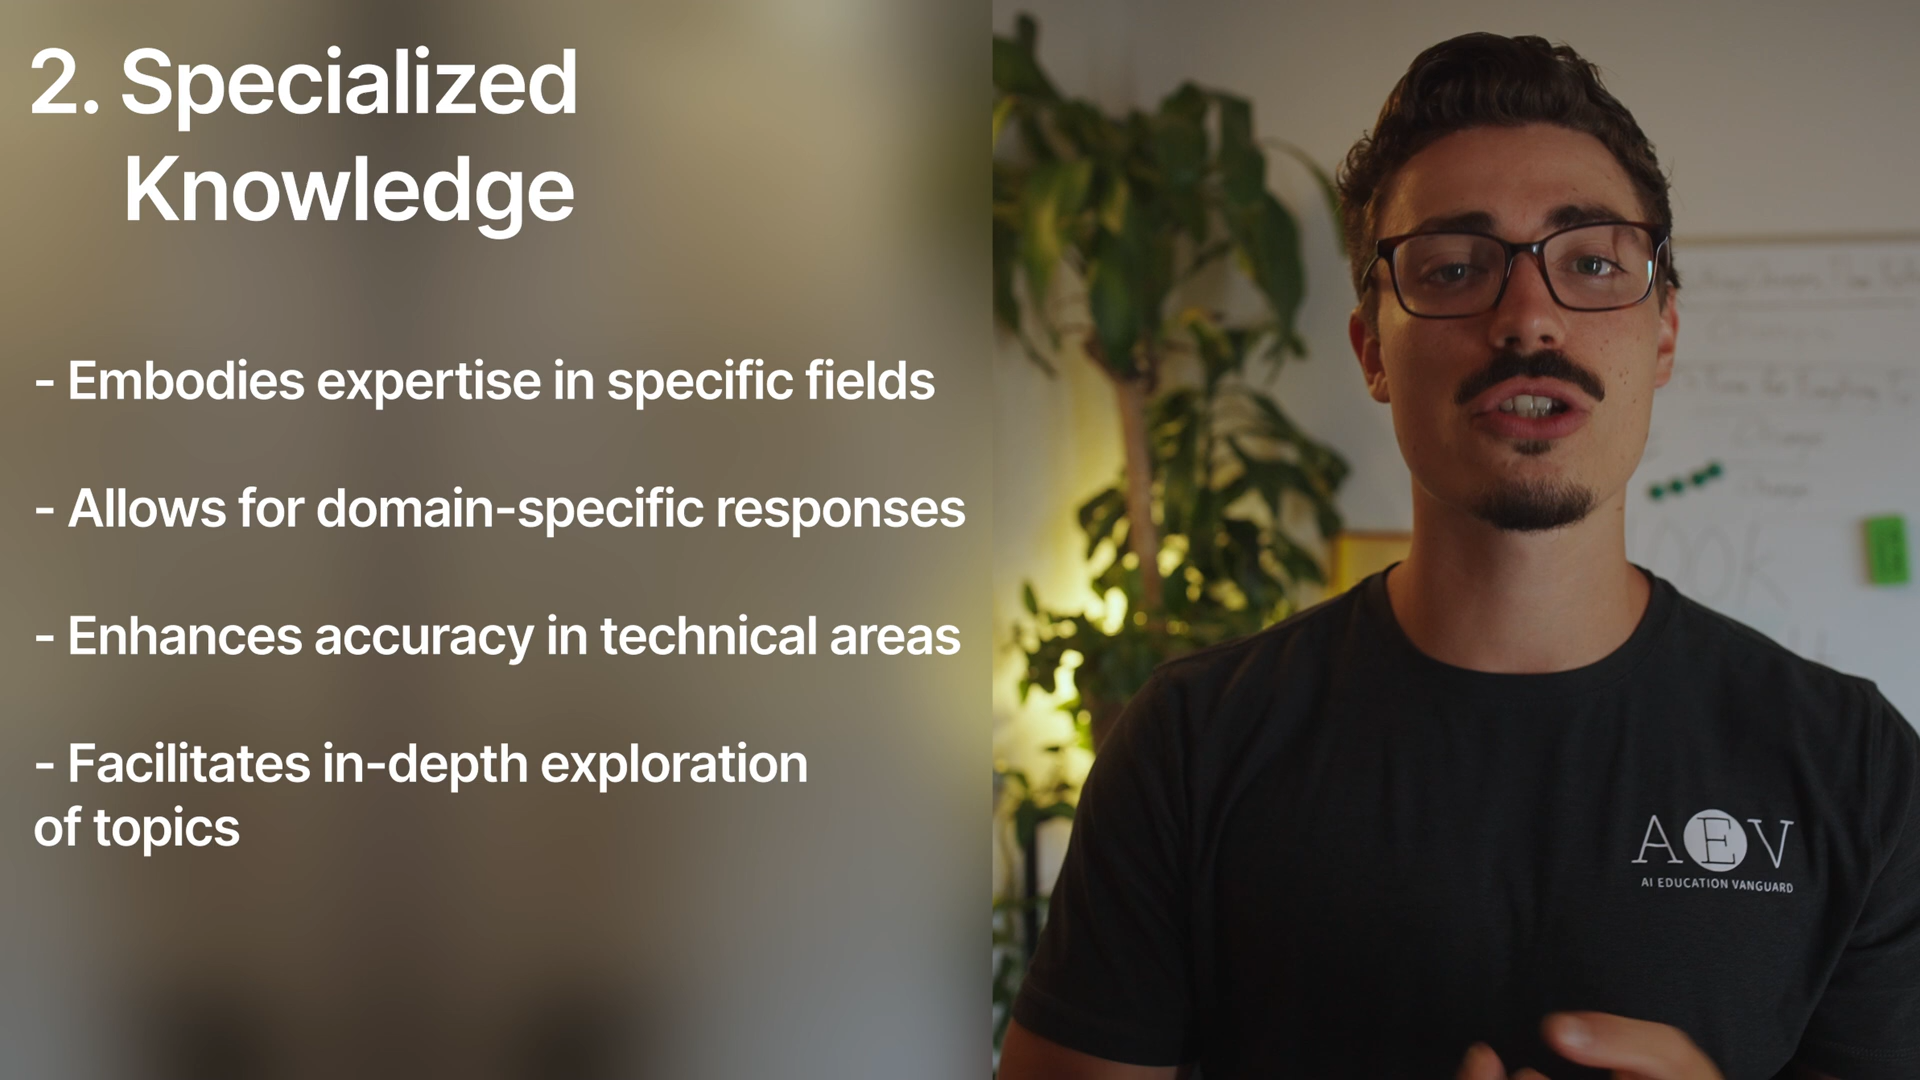 2. Specialized
Knowledge
- Embodies expertise in specific fields
- Allows for domain-specific responses
- Enhances accuracy in technical areas
- Facilitates in-depth exploration
of topics
AEV
AI EDUCATION VANGUARD